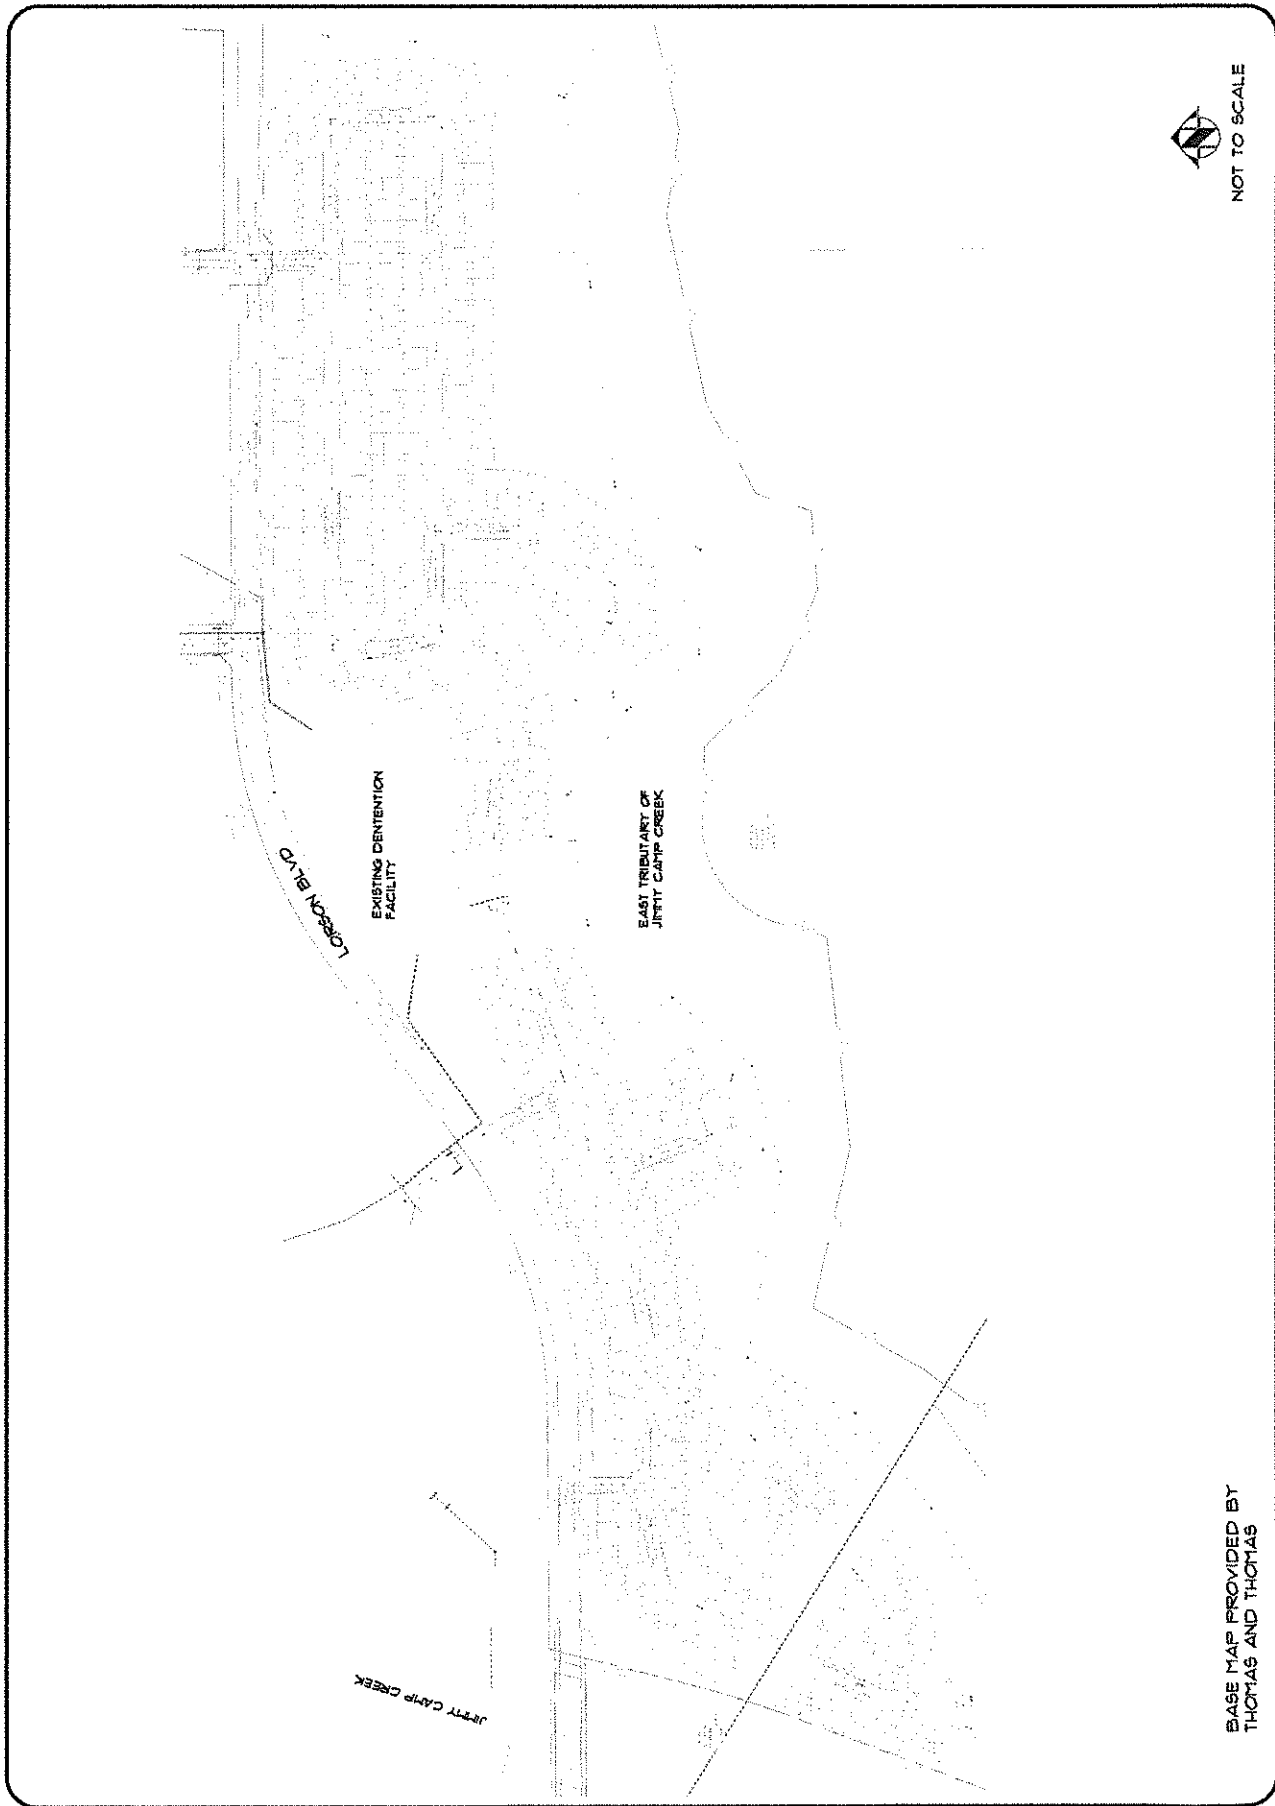 LORSON BLVD
EXISTING DENTENTION
FACILITY
EAST TRIBUTARY OF
JIMMY CAMP CREEK
JIMMY CAMP CREEK
N
NOT TO SCALE
BASE MAP PROVIDED BY
THOMAS AND THOMAS